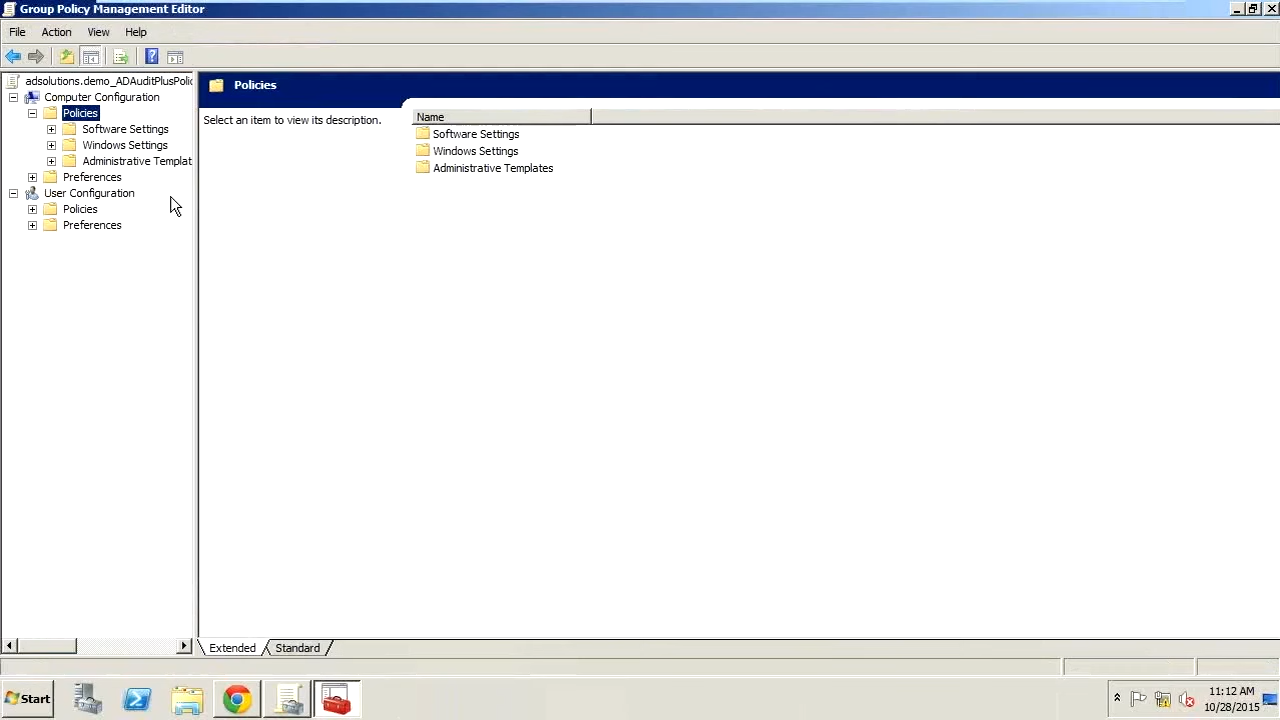 Group Policy Management Editor
File Action View Help
adsolutions.demo_ADAuditPlusPolic
Computer Configuration
Policies
Software Settings
Windows Settings
Administrative Templat
Preferences
User Configuration
Policies
Preferences
Policies
Select an item to view its description.
Name
Software Settings
Windows Settings
Administrative Templates
Extended Standard
Start
11:12 AM
10/28/2015